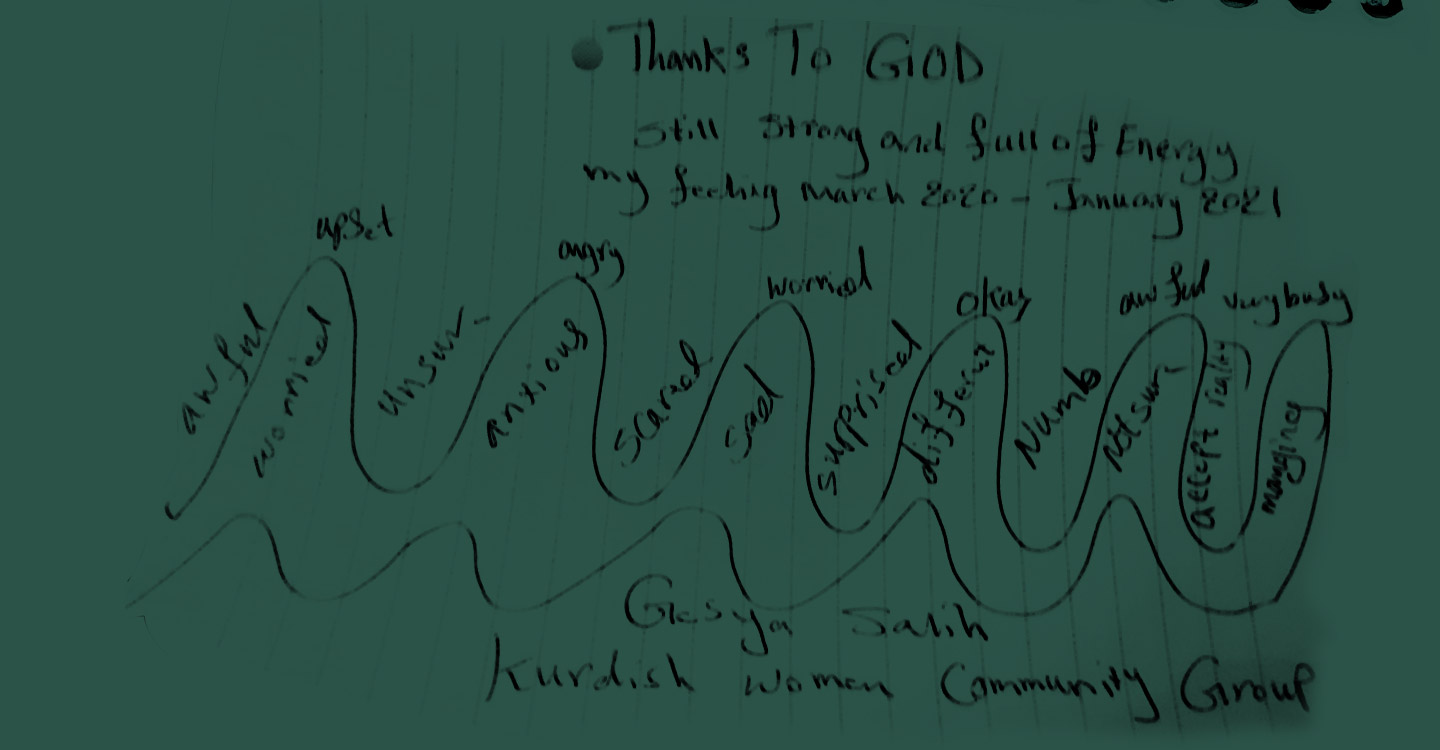 Thanks To GOD
Still Strong and full of Energy
my feeling march 2020 - January 2021
upset
angry
worried
okay
awful
very busy
awful
worried
unsur
anxious
scared
sad
surprised
different
Numb
Not sur
accept reality
managing
Gesya Salih
Kurdish women Community Group